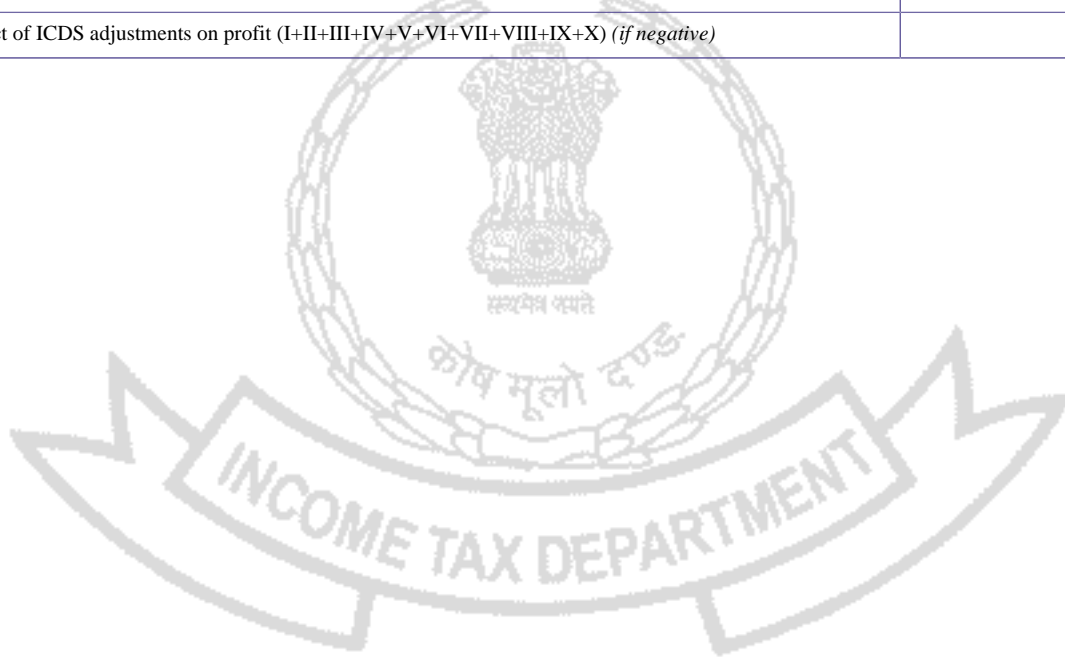 t of ICDS adjustments on profit (I+II+III+IV+V+VI+VII+VIII+IX+X) (if negative)
सत्यमेव जयते
कोष मूलो दण्डः
INCOME TAX DEPARTMENT